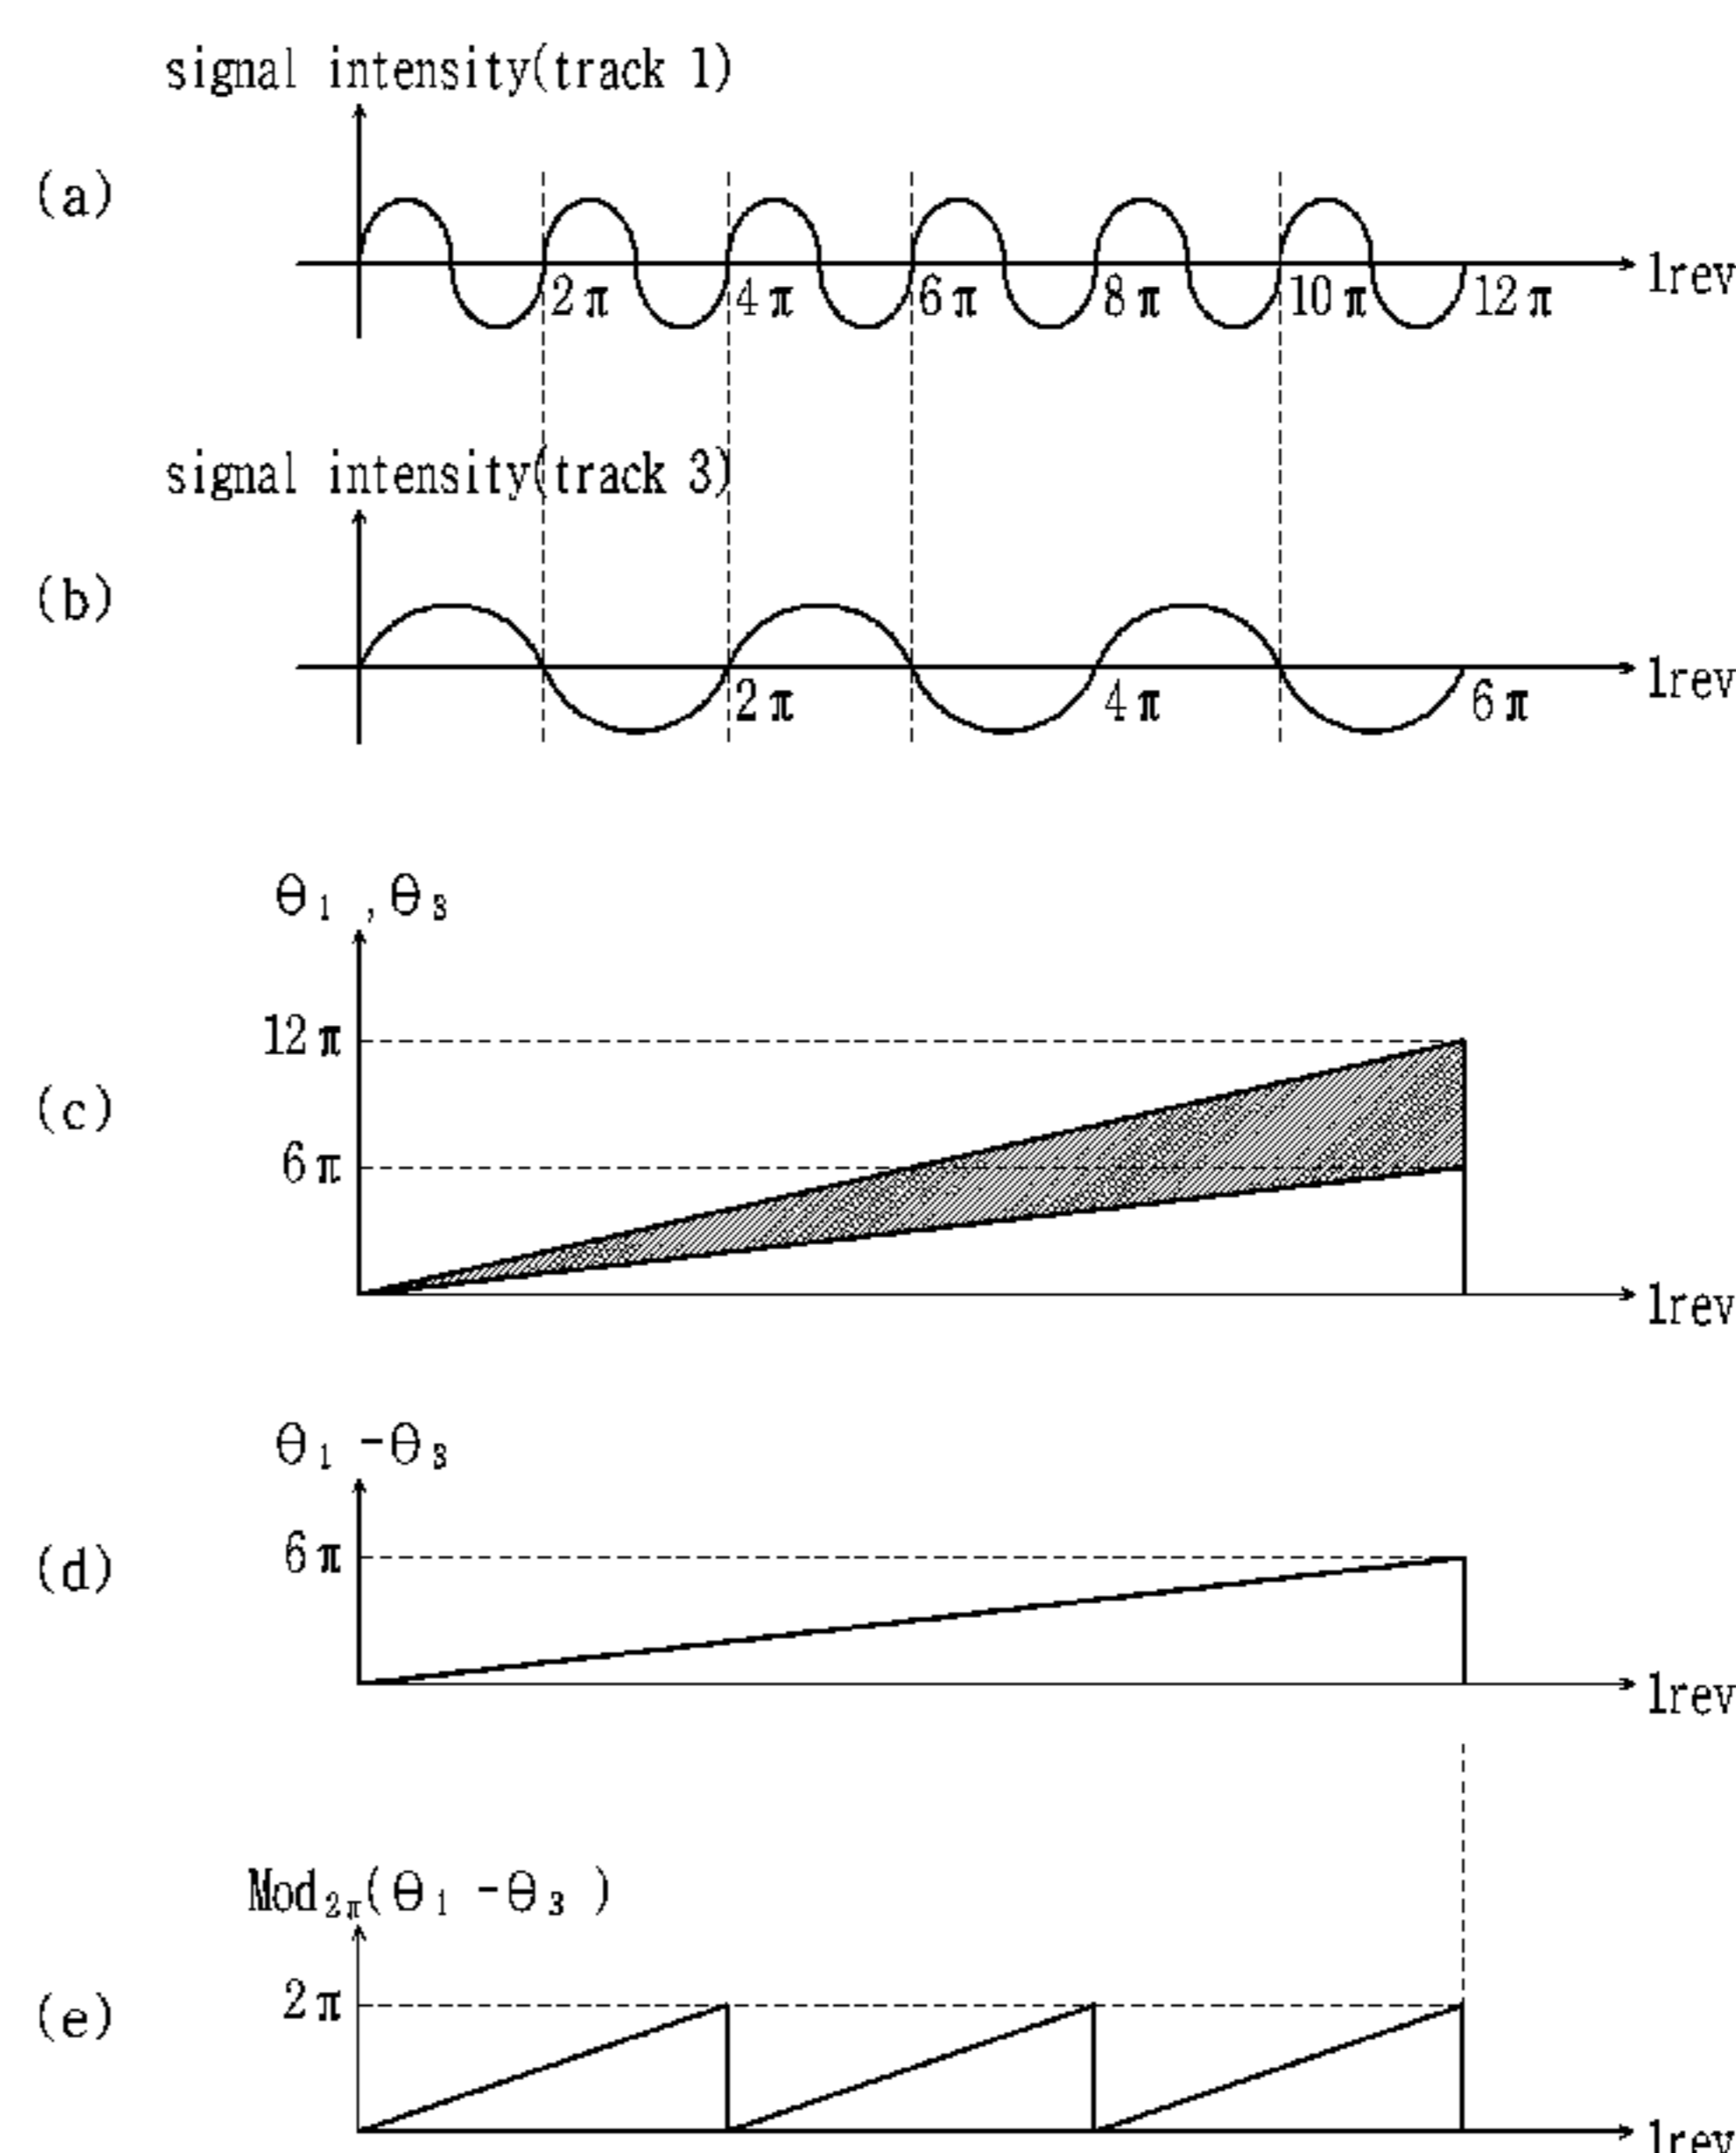 signal intensity(track 1)
(a)
2π 4π 6π 8π 10π 12π
1rev
signal intensity(track 3)
(b)
2π 4π 6π
1rev
θ₁ ,θ₃
12π
(c)
6π
1rev
θ₁ -θ₃
6π
(d)
1rev
Mod₂π(θ₁ -θ₃ )
2π
(e)
1rev